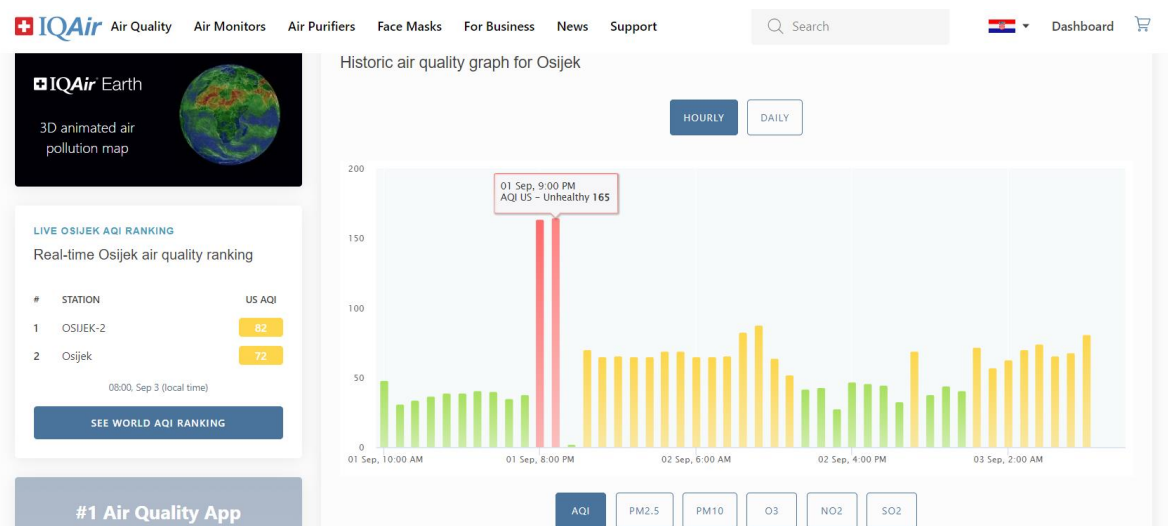 IQAir Air Quality Air Monitors Air Purifiers Face Masks For Business News Support Search Dashboard
IQAir Earth
3D animated air
pollution map
LIVE OSIJEK AQI RANKING
Real-time Osijek air quality ranking
# STATION US AQI
1 OSIJEK-2 82
2 Osijek 72
08:00, Sep 3 (local time)
SEE WORLD AQI RANKING
#1 Air Quality App
Historic air quality graph for Osijek
HOURLY DAILY
200
01 Sep, 9:00 PM
AQI US - Unhealthy 165
150
100
50
0
01 Sep, 10:00 AM 01 Sep, 8:00 PM 02 Sep, 6:00 AM 02 Sep, 4:00 PM 03 Sep, 2:00 AM
AQI PM2.5 PM10 O3 NO2 SO2